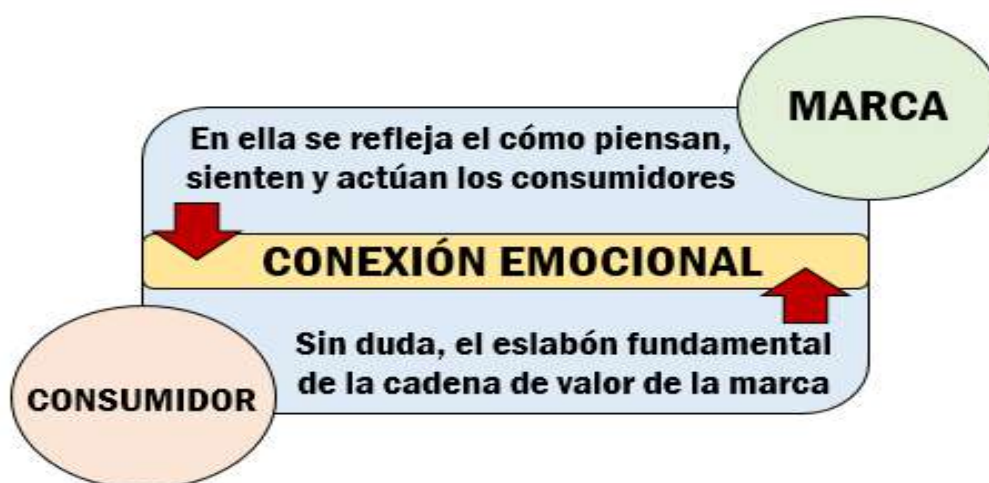 MARCA
En ella se refleja el cómo piensan,
sienten y actúan los consumidores
CONEXIÓN EMOCIONAL
Sin duda, el eslabón fundamental
de la cadena de valor de la marca
CONSUMIDOR